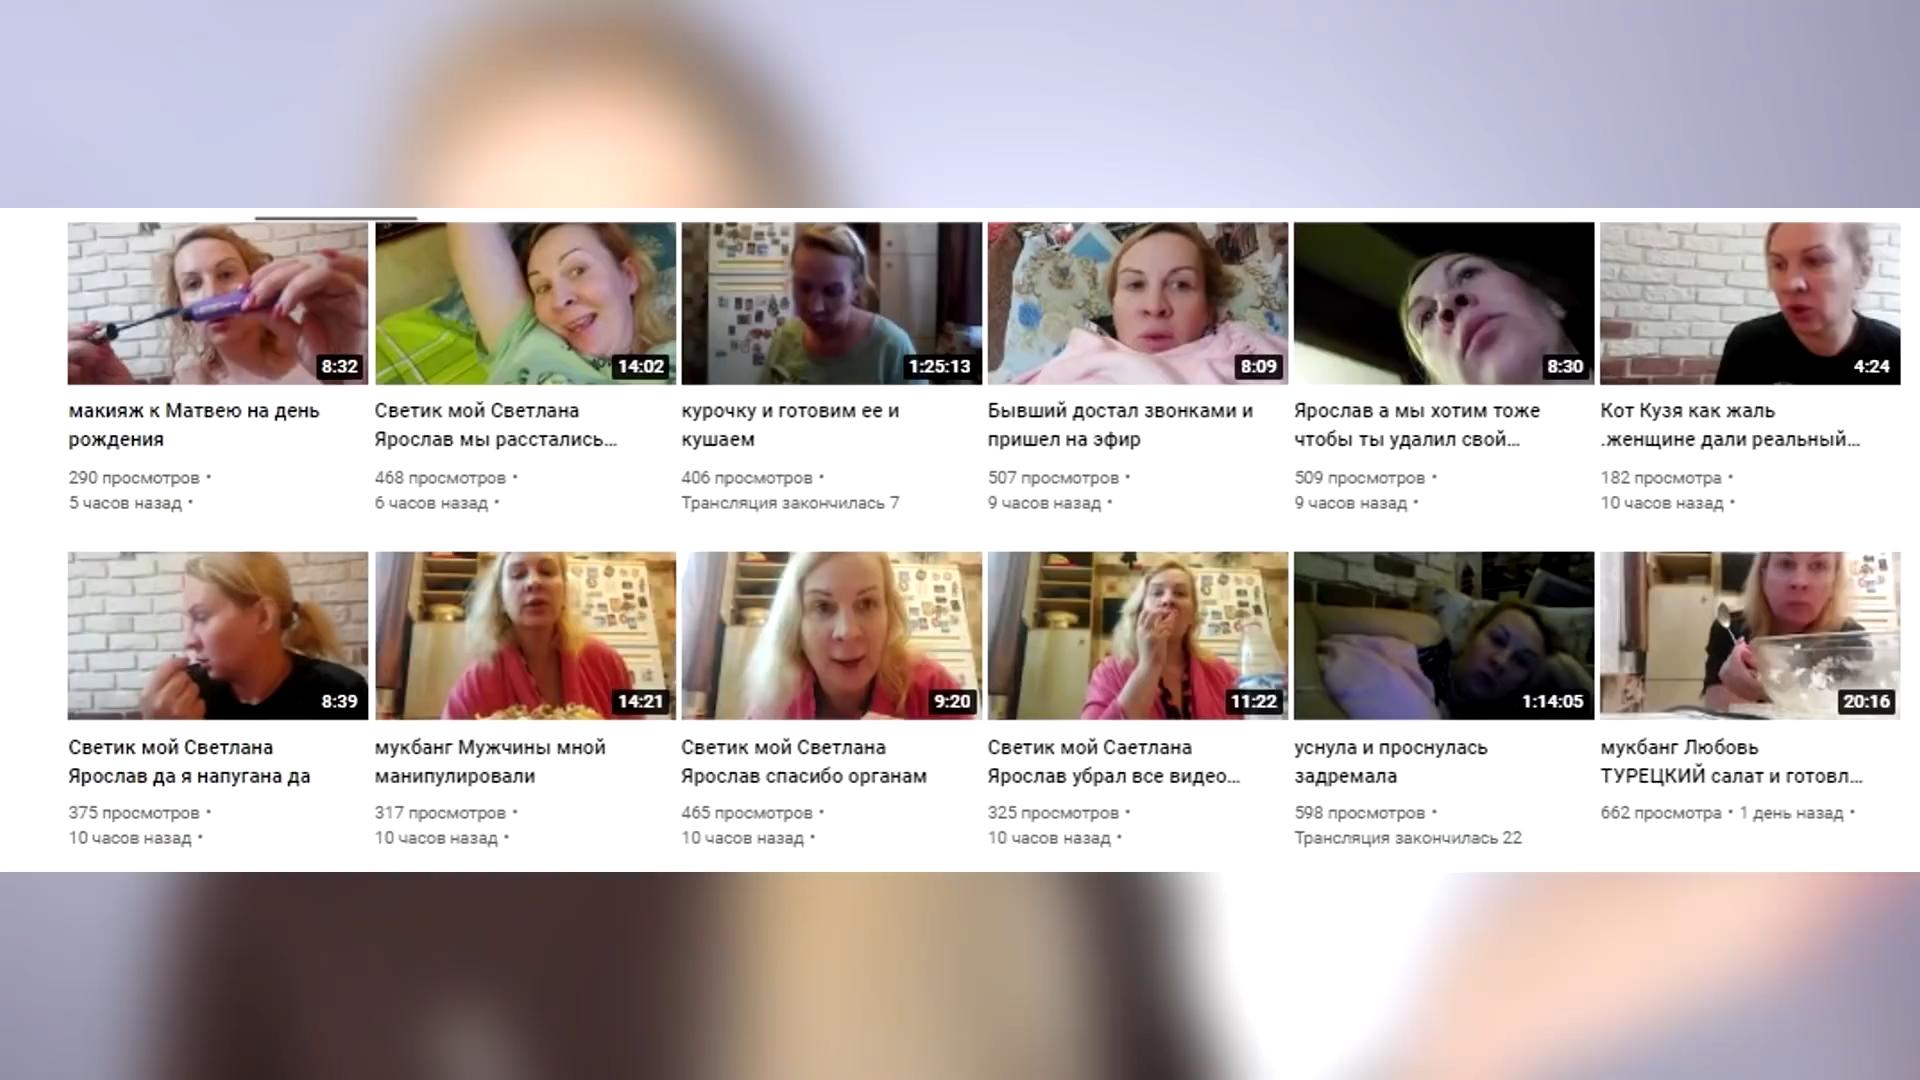 8:32
14:02
1:25:13
8:09
8:30
4:24
макияж к Матвею на день
рождения
290 просмотров •
5 часов назад •
Светик мой Светлана
Ярослав мы расстались...
468 просмотров •
6 часов назад •
курочку и готовим ее и
кушаем
406 просмотров •
Трансляция закончилась 7
Бывший достал звонками и
пришел на эфир
507 просмотров •
9 часов назад •
Ярослав а мы хотим тоже
чтобы ты удалил свой...
509 просмотров •
9 часов назад •
Кот Кузя как жаль
.женщине дали реальный...
182 просмотра •
10 часов назад •
8:39
14:21
9:20
11:22
1:14:05
20:16
Светик мой Светлана
Ярослав да я напугана да
375 просмотров •
10 часов назад •
мукбанг Мужчины мной
манипулировали
317 просмотров •
10 часов назад •
Светик мой Светлана
Ярослав спасибо органам
465 просмотров •
10 часов назад •
Светик мой Саетлана
Ярослав убрал все видео...
325 просмотров •
10 часов назад •
уснула и проснулась
задремала
598 просмотров •
Трансляция закончилась 22
мукбанг Любовь
ТУРЕЦКИЙ салат и готовл...
662 просмотра • 1 день назад •